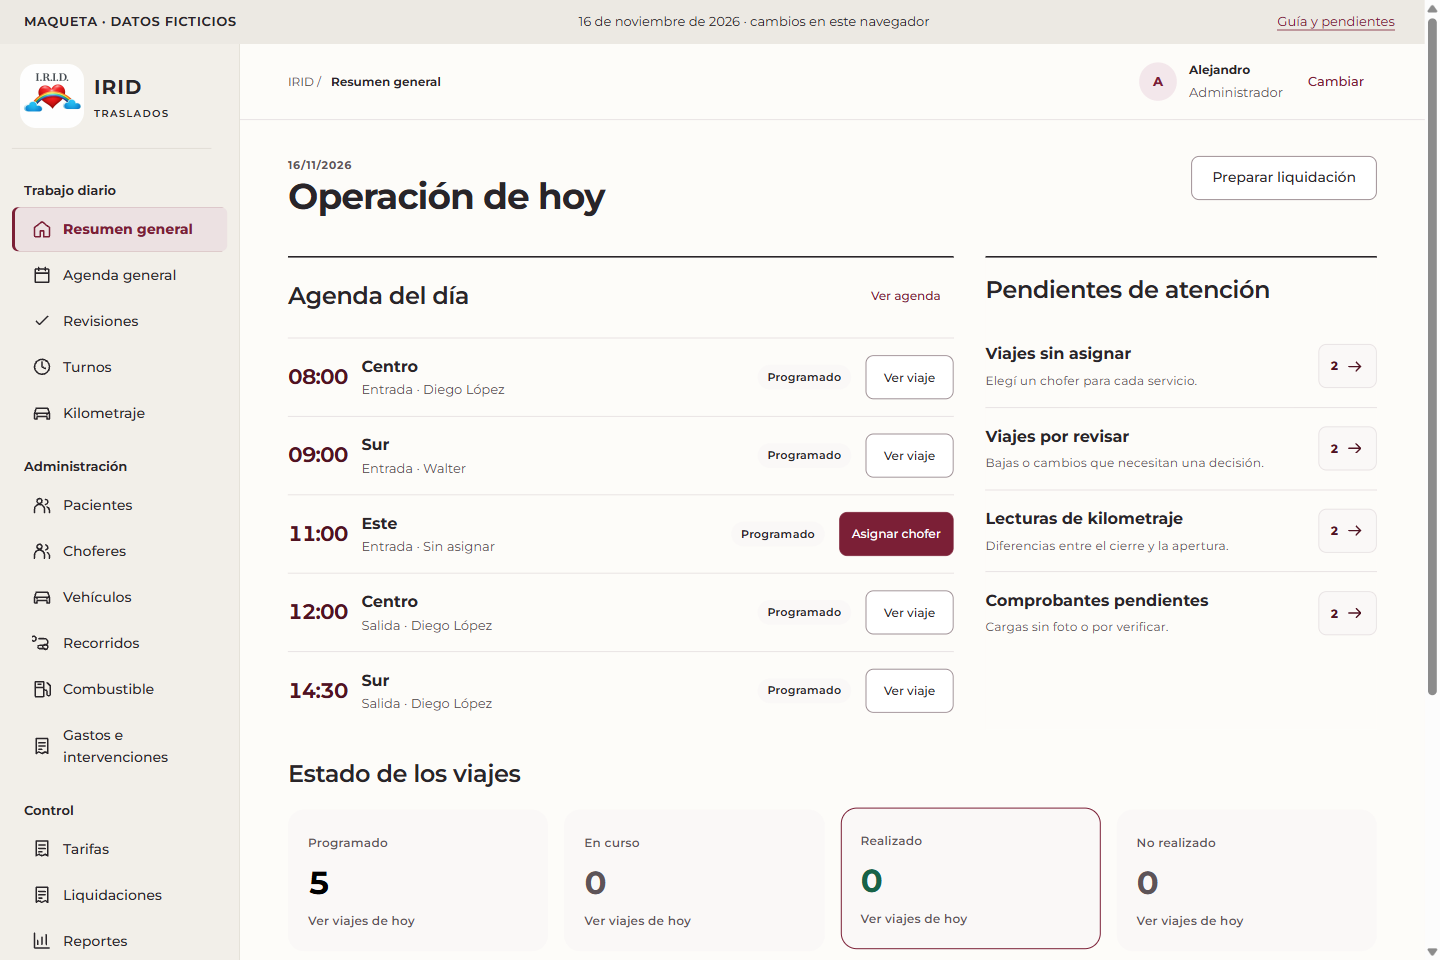 MAQUETA · DATOS FICTICIOS
16 de noviembre de 2026 · cambios en este navegador
Guía y pendientes
I.R.I.D.
IRID
TRASLADOS
IRID / Resumen general
A
Alejandro
Administrador
Cambiar
Trabajo diario
Resumen general
Agenda general
Revisiones
Turnos
Kilometraje
Administración
Pacientes
Choferes
Vehículos
Recorridos
Combustible
Gastos e
intervenciones
Control
Tarifas
Liquidaciones
Reportes
16/11/2026
Operación de hoy
Preparar liquidación
Agenda del día
Ver agenda
08:00
Centro
Entrada · Diego López
Programado
Ver viaje
09:00
Sur
Entrada · Walter
Programado
Ver viaje
11:00
Este
Entrada · Sin asignar
Programado
Asignar chofer
12:00
Centro
Salida · Diego López
Programado
Ver viaje
14:30
Sur
Salida · Diego López
Programado
Ver viaje
Pendientes de atención
Viajes sin asignar
Elegí un chofer para cada servicio.
2
Viajes por revisar
Bajas o cambios que necesitan una decisión.
2
Lecturas de kilometraje
Diferencias entre el cierre y la apertura.
2
Comprobantes pendientes
Cargas sin foto o por verificar.
2
Estado de los viajes
Programado
5
Ver viajes de hoy
En curso
0
Ver viajes de hoy
Realizado
0
Ver viajes de hoy
No realizado
0
Ver viajes de hoy